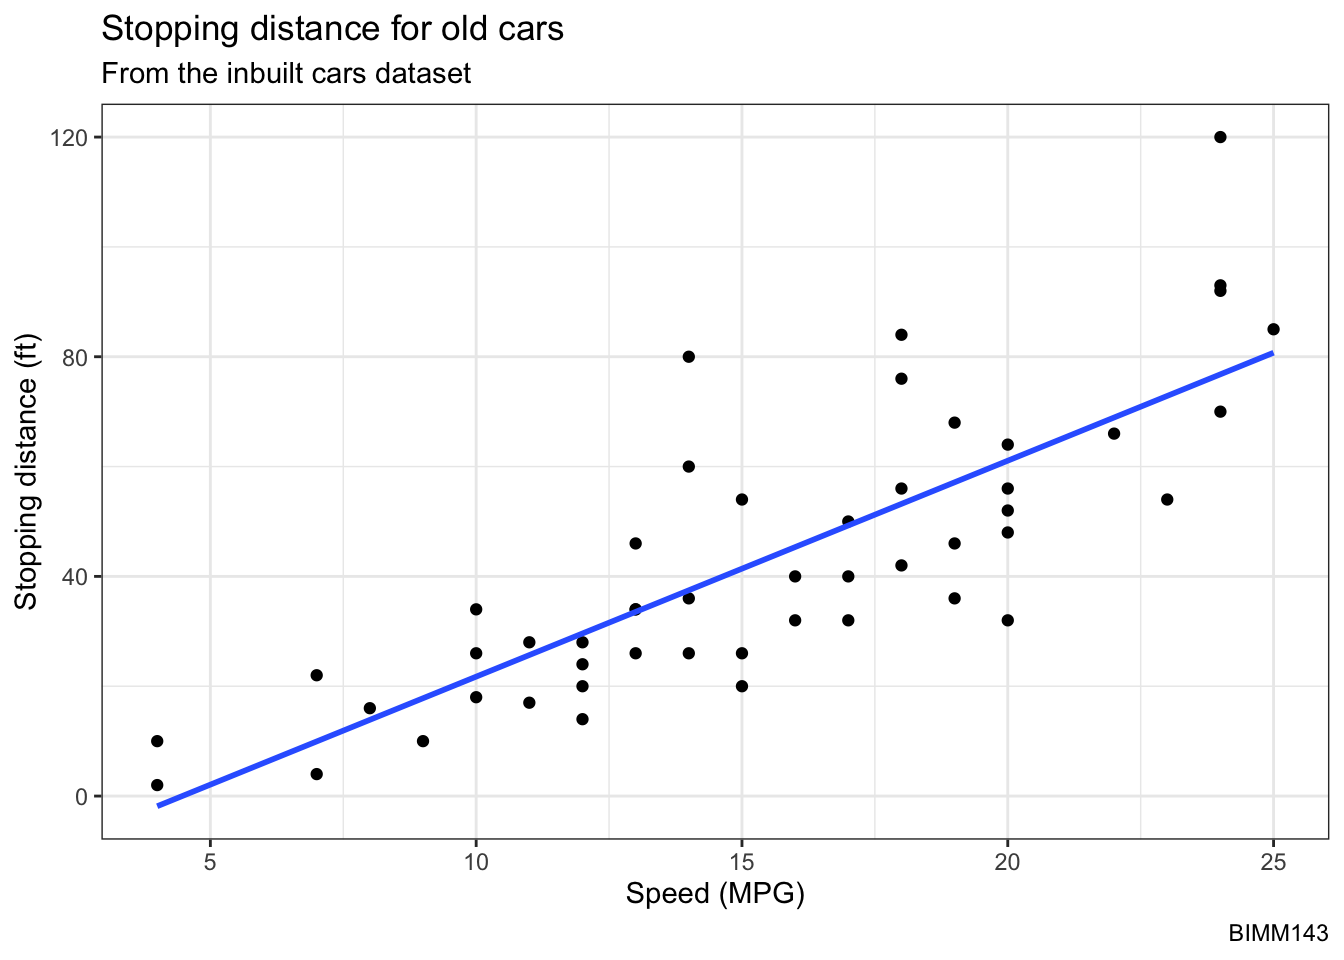 Stopping distance for old cars
From the inbuilt cars dataset
Stopping distance (ft)
120
80
40
0
5 10 15 20 25
Speed (MPG)
BIMM143